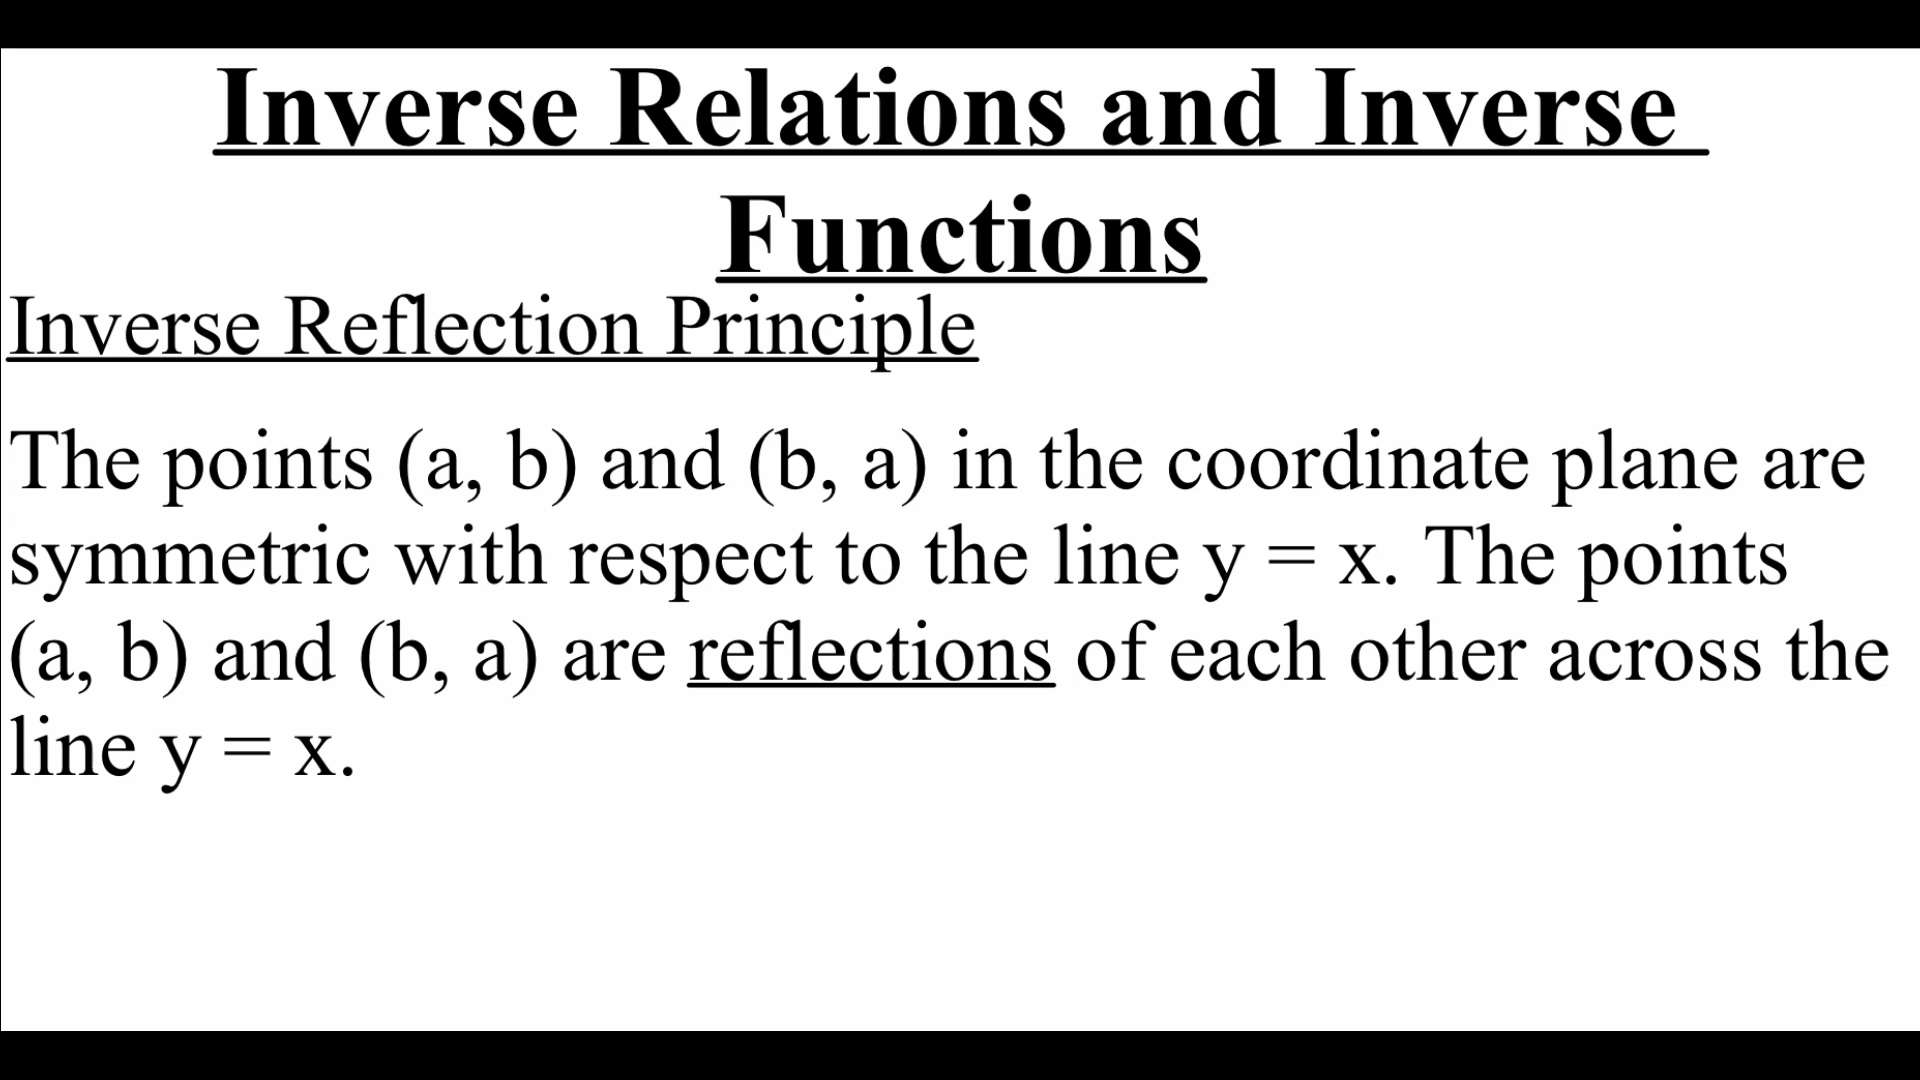 Inverse Relations and Inverse
Functions
Inverse Reflection Principle
The points (a, b) and (b, a) in the coordinate plane are
symmetric with respect to the line y = x. The points
(a, b) and (b, a) are reflections of each other across the
line y = x.